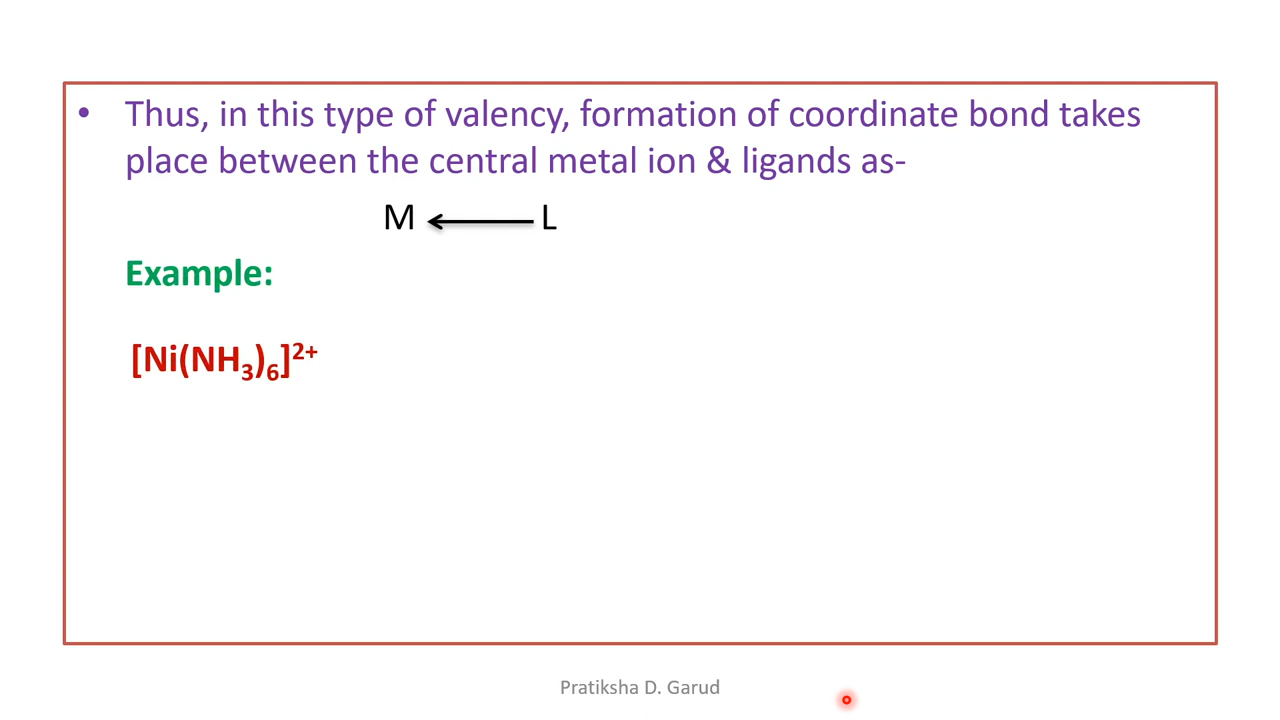 • Thus, in this type of valency, formation of coordinate bond takes
place between the central metal ion & ligands as-
M ← L
Example:
[Ni(NH₃)₆]²⁺
Pratiksha D. Garud